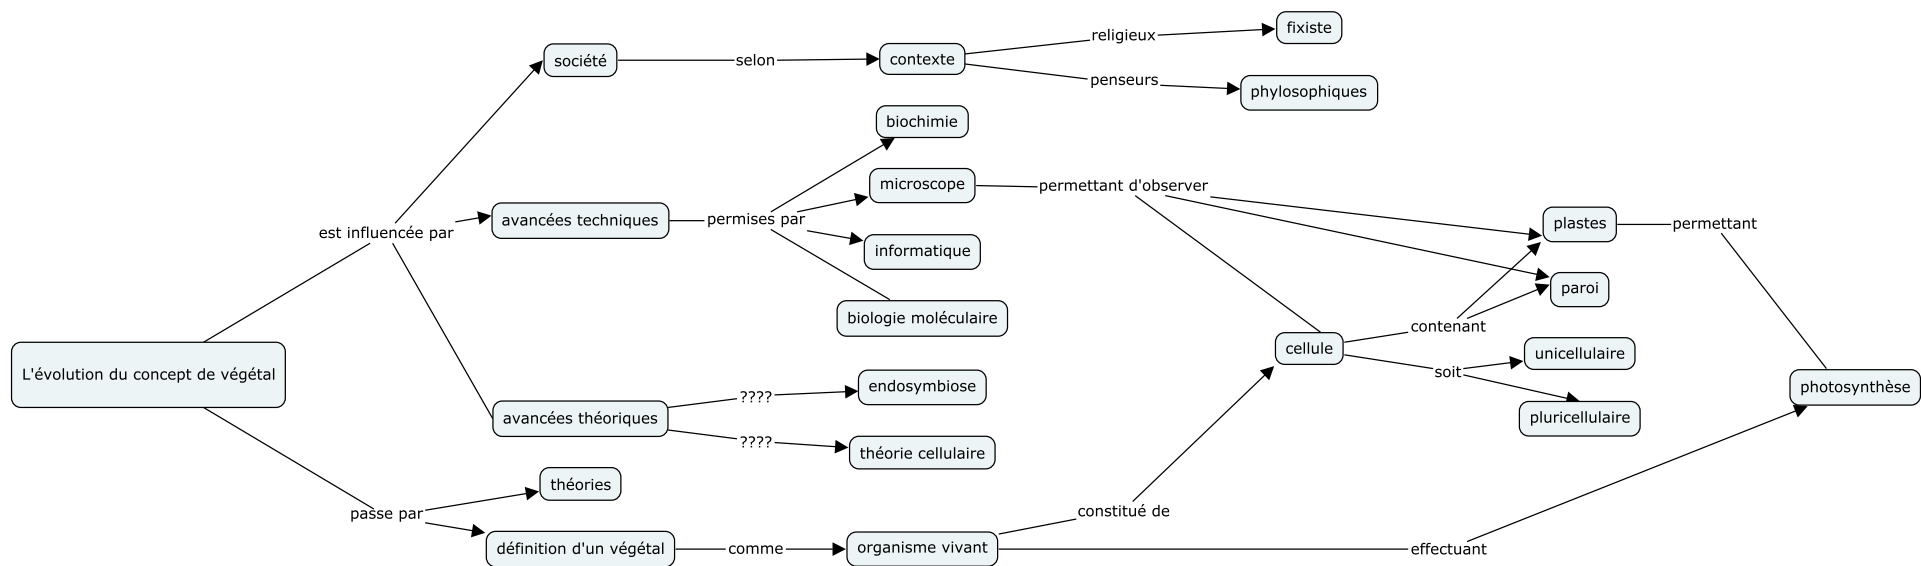 fixiste
religieux
société
selon
contexte
penseurs
phylosophiques
biochimie
microscope
permettant d'observer
avancées techniques
permises par
plastes
permettant
est influencée par
informatique
paroi
biologie moléculaire
contenant
cellule
unicellulaire
soit
L'évolution du concept de végétal
endosymbiose
photosynthèse
????
avancées théoriques
pluricellulaire
????
théorie cellulaire
théories
passe par
constitué de
définition d'un végétal
comme
organisme vivant
effectuant